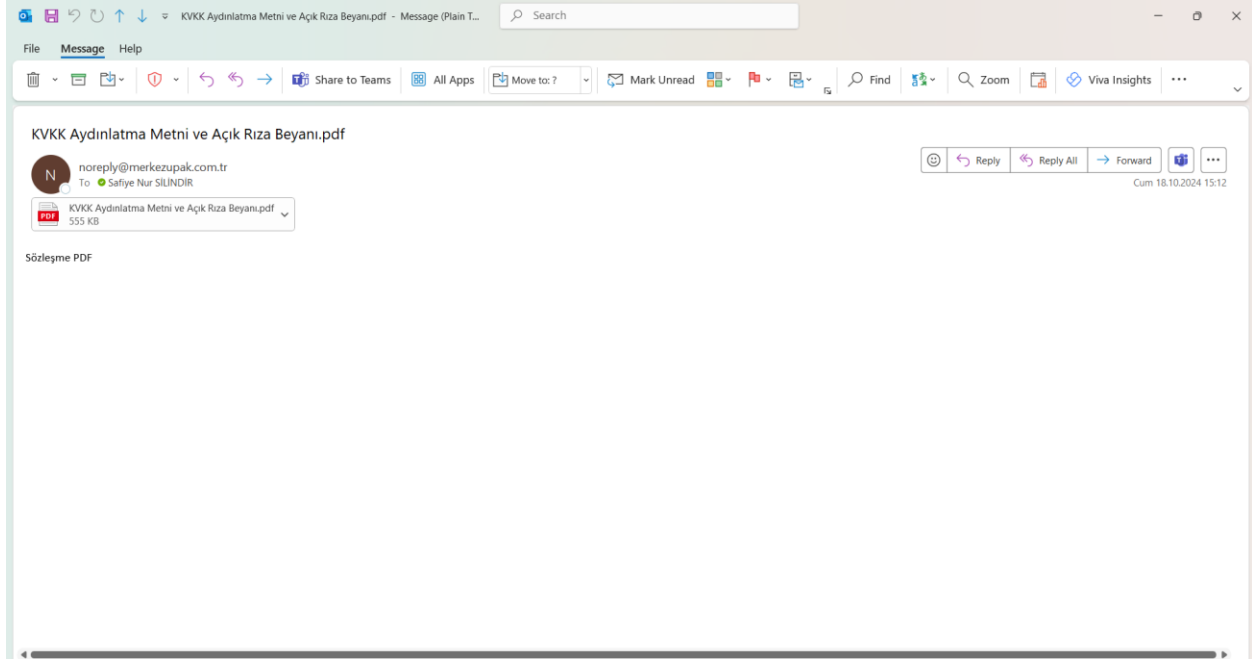 KVKK Aydınlatma Metni ve Açık Rıza Beyanı.pdf - Message (Plain T...
Search
File Message Help
Share to Teams All Apps Move to: ? Mark Unread Find Zoom Viva Insights
KVKK Aydınlatma Metni ve Açık Rıza Beyanı.pdf
N
noreply@merkezupak.com.tr
To Safiye Nur SİLİNDİR
Reply Reply All Forward
Cum 18.10.2024 15:12
PDF
KVKK Aydınlatma Metni ve Açık Rıza Beyanı.pdf
555 KB
Sözleşme PDF